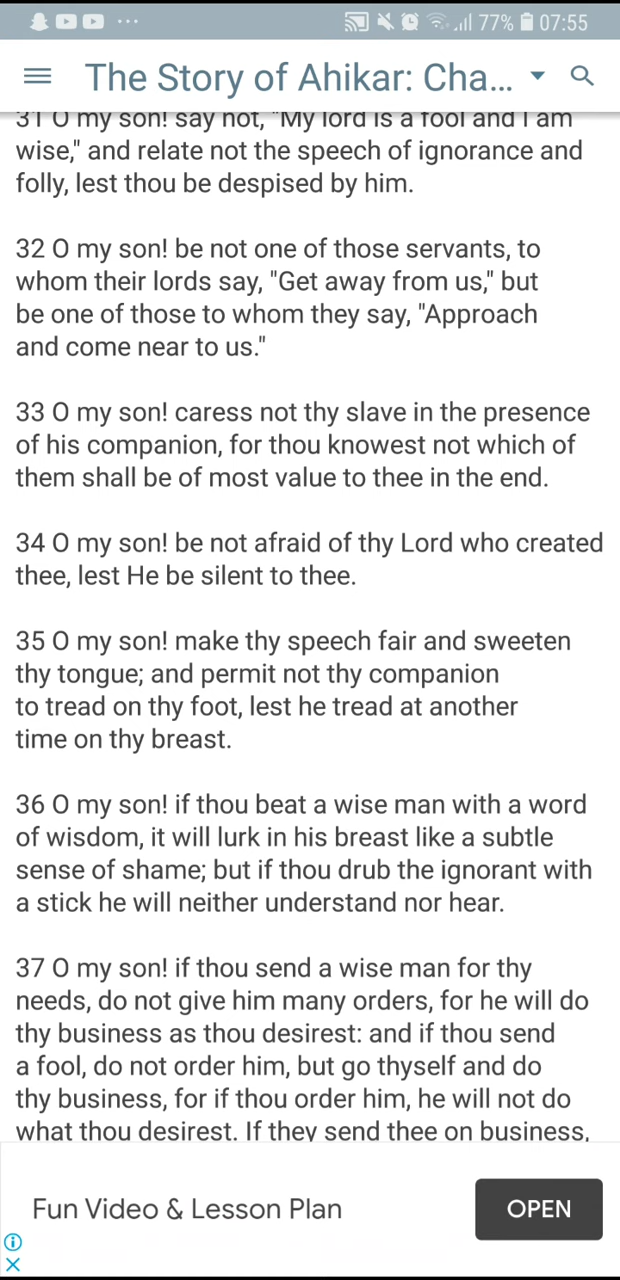 77% 07:55
The Story of Ahikar: Cha...
31 O my son! say not, "My lord is a fool and I am
wise," and relate not the speech of ignorance and
folly, lest thou be despised by him.
32 O my son! be not one of those servants, to
whom their lords say, "Get away from us," but
be one of those to whom they say, "Approach
and come near to us."
33 O my son! caress not thy slave in the presence
of his companion, for thou knowest not which of
them shall be of most value to thee in the end.
34 O my son! be not afraid of thy Lord who created
thee, lest He be silent to thee.
35 O my son! make thy speech fair and sweeten
thy tongue; and permit not thy companion
to tread on thy foot, lest he tread at another
time on thy breast.
36 O my son! if thou beat a wise man with a word
of wisdom, it will lurk in his breast like a subtle
sense of shame; but if thou drub the ignorant with
a stick he will neither understand nor hear.
37 O my son! if thou send a wise man for thy
needs, do not give him many orders, for he will do
thy business as thou desirest: and if thou send
a fool, do not order him, but go thyself and do
thy business, for if thou order him, he will not do
what thou desirest. If they send thee on business,
Fun Video & Lesson Plan
OPEN